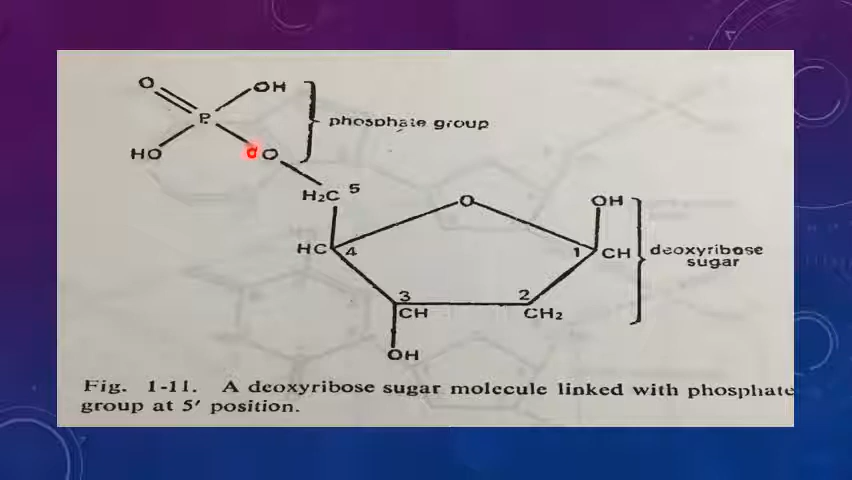 O
OH
P
phosphate group
HO
O
H₂C 5
O
OH
HC 4
1 CH
deoxyribose
sugar
3
CH
2
CH₂
OH
Fig. 1-11. A deoxyribose sugar molecule linked with phosphate
group at 5′ position.